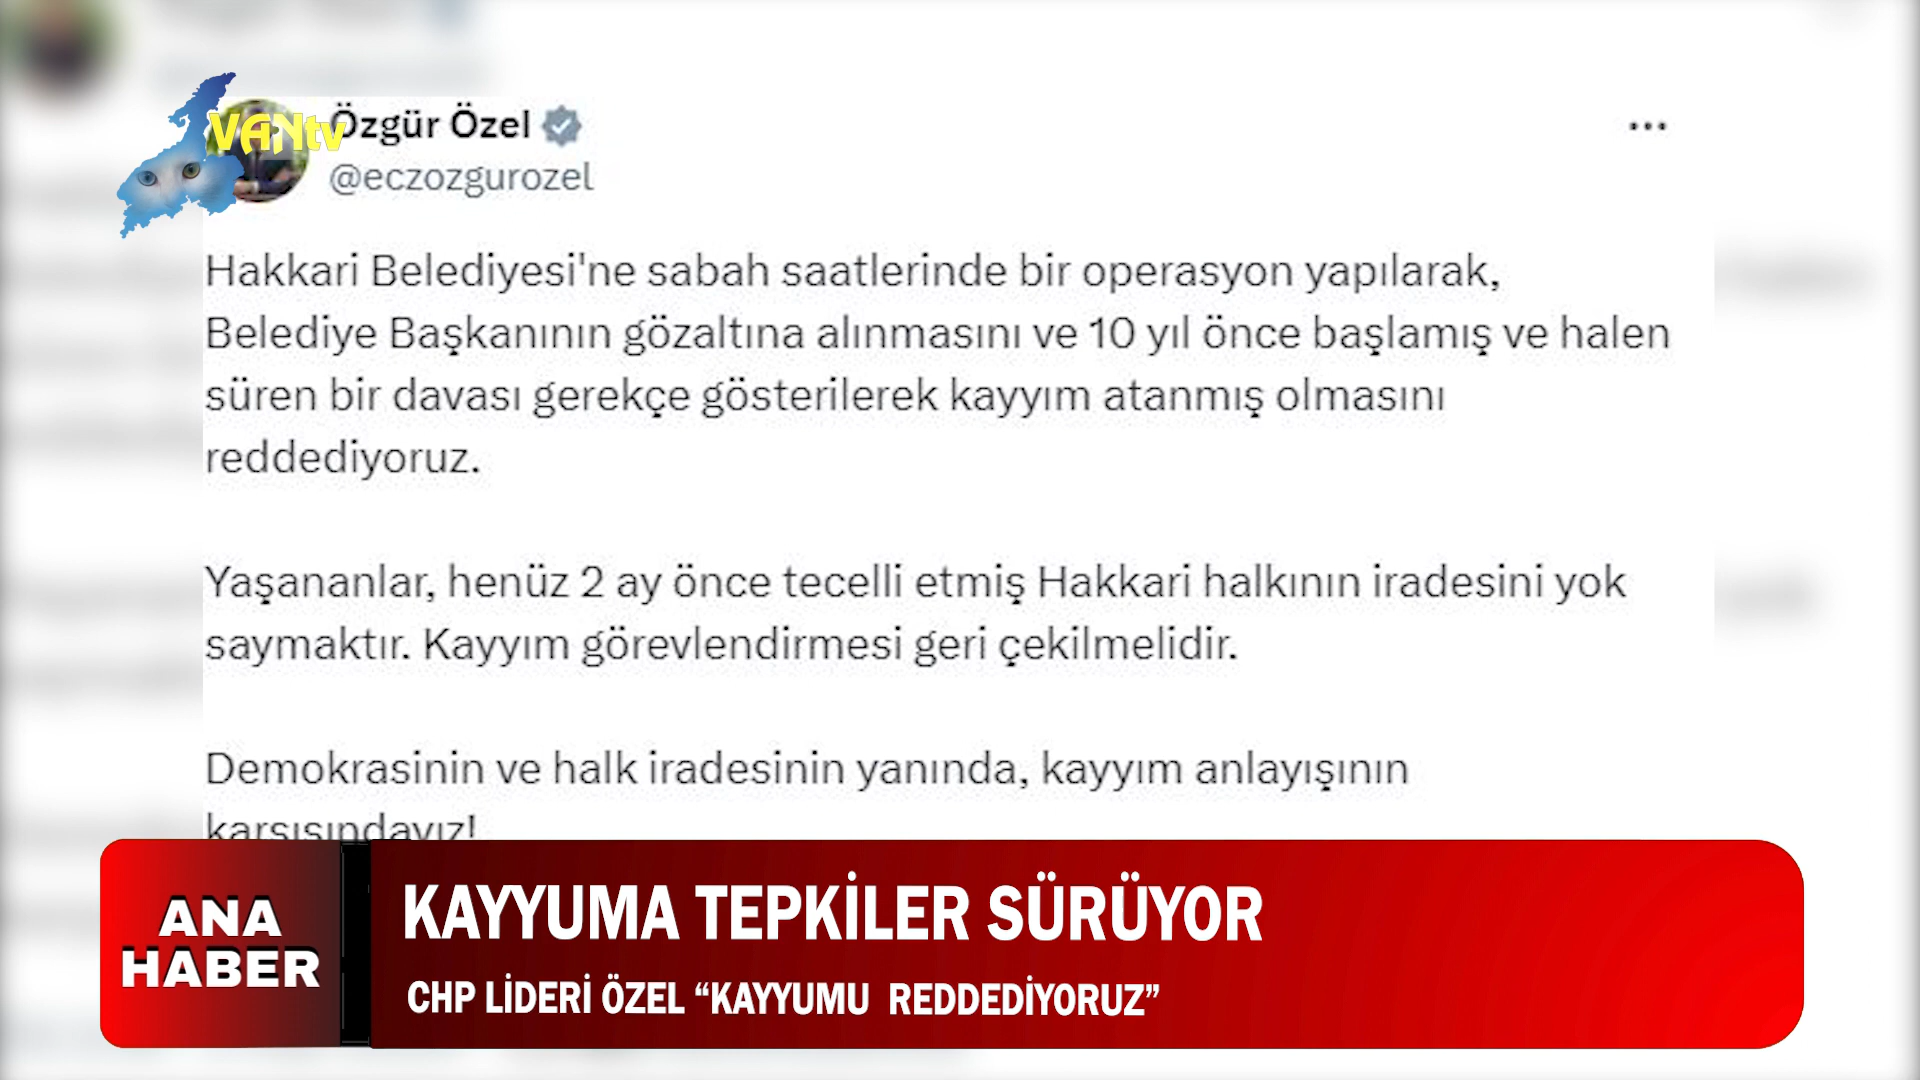 VANtv
Özgür Özel
@eczozgurozel
Hakkari Belediyesi'ne sabah saatlerinde bir operasyon yapılarak,
Belediye Başkanının gözaltına alınmasını ve 10 yıl önce başlamış ve halen
süren bir davası gerekçe gösterilerek kayyım atanmış olmasını
reddediyoruz.
Yaşananlar, henüz 2 ay önce tecelli etmiş Hakkari halkının iradesini yok
saymaktır. Kayyım görevlendirmesi geri çekilmelidir.
Demokrasinin ve halk iradesinin yanında, kayyım anlayışının
karşısındayız!
ANA
HABER
KAYYUMA TEPKİLER SÜRÜYOR
CHP LİDERİ ÖZEL “KAYYUMU REDDEDİYORUZ”